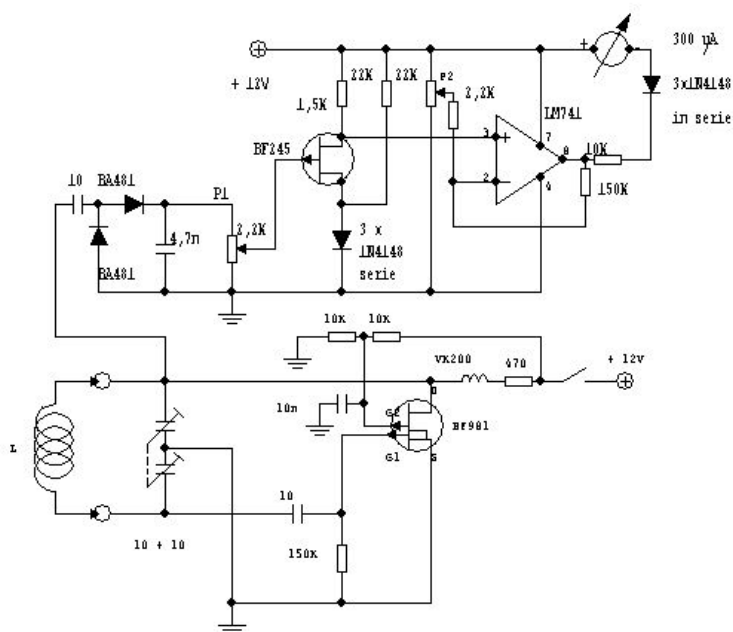 300 µA
+
-
+ 12V
22K
22K
P2
2,2K
LM741
3x1N4148
in serie
1,5K
7
BF245
3
+
8
10K
2
-
4
150K
10
BA481
P1
2,2K
3 x
1N4148
serie
4,7n
BA481
10K
10K
VK200
470
+ 12V
D
10n
G2
BF981
G1
S
L
10
10 + 10
150K